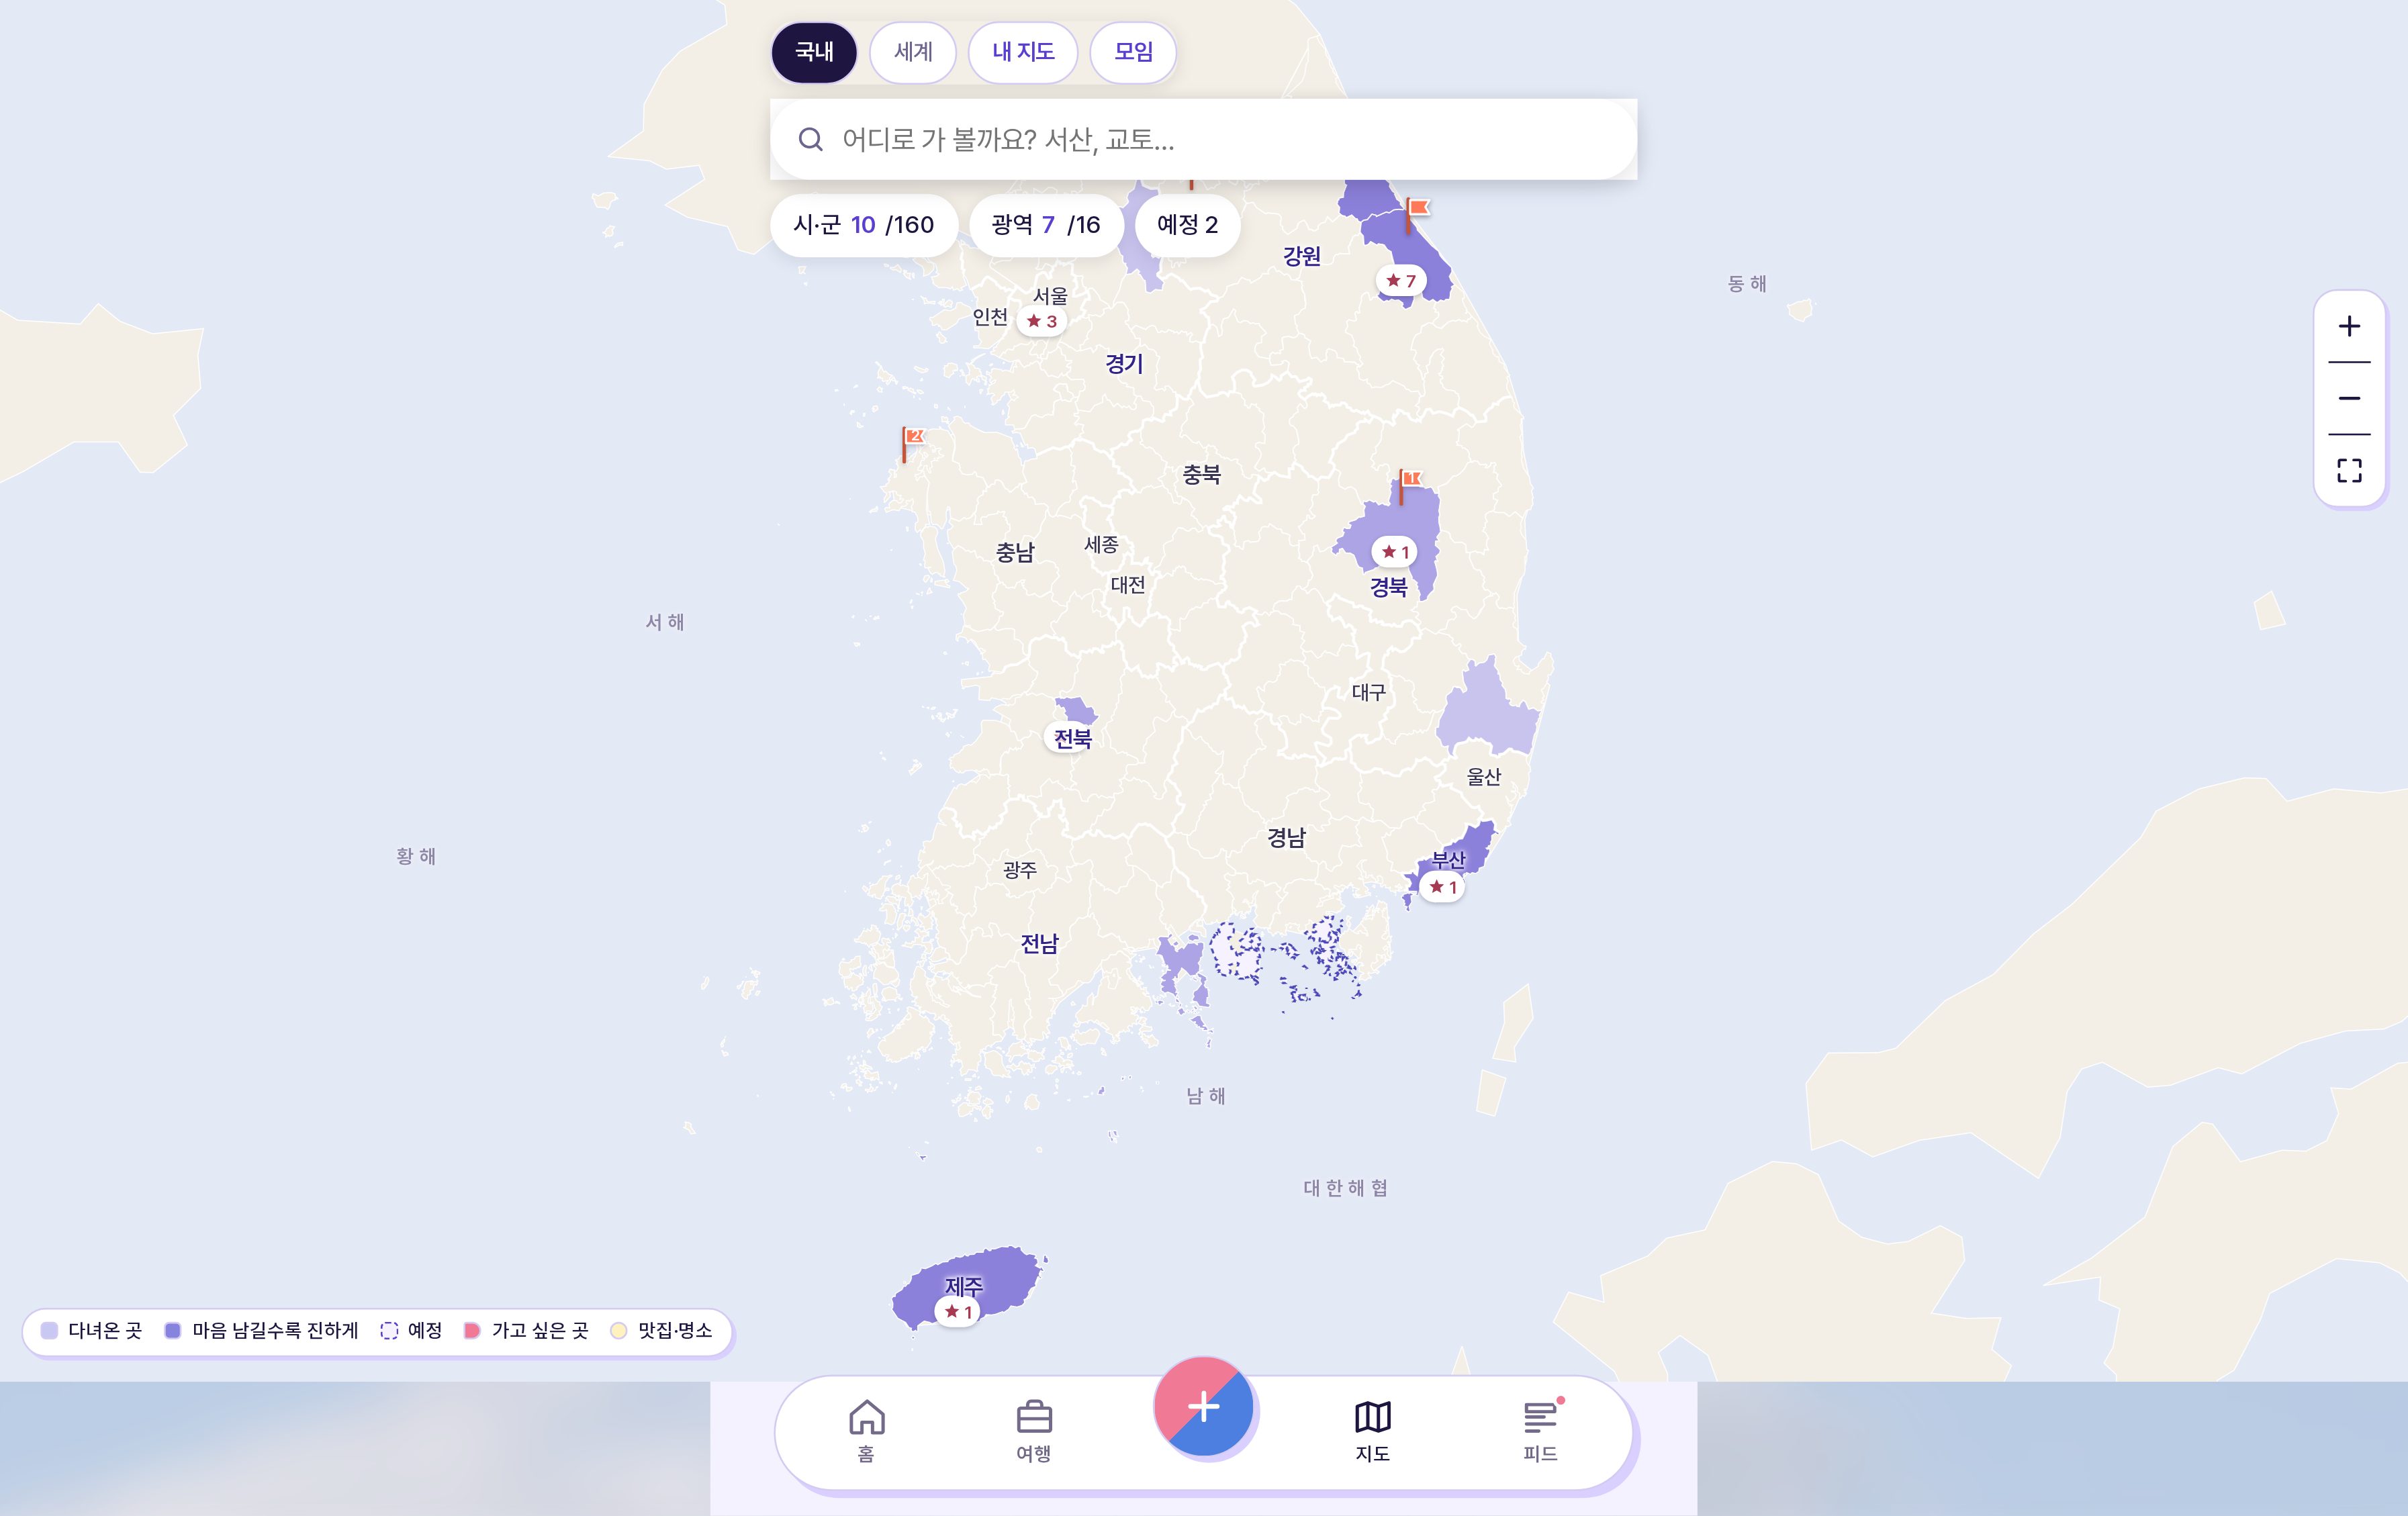 국내 세계 내 지도 모임
어디로 가 볼까요? 서산, 교토...
시·군 10 /160 광역 7 /16 예정 2
강원
동해
7
서울
인천
3
경기
2
충북
1
충남
세종
1
대전
경북
서해
대구
전북
울산
경남
황해
부산
광주
1
전남
남해
대한해협
제주
1
다녀온 곳 마음 남길수록 진하게 예정 가고 싶은 곳 맛집·명소
홈 여행 지도 피드